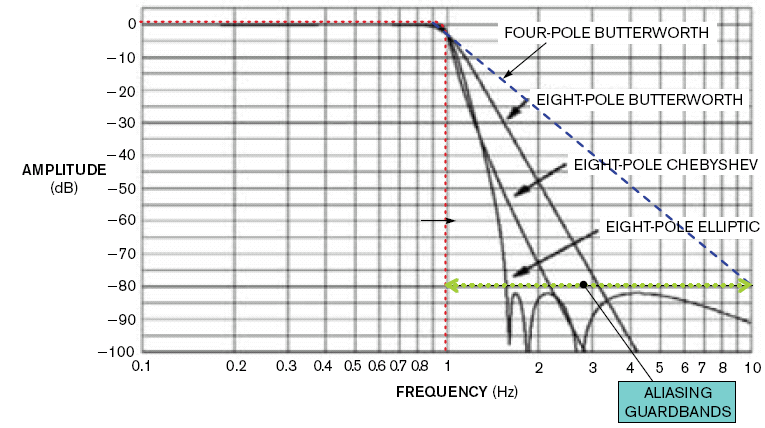 0
−10
−20
−30
−40
−50
−60
−70
−80
−90
−100
AMPLITUDE
(dB)
FOUR-POLE BUTTERWORTH
EIGHT-POLE BUTTERWORTH
EIGHT-POLE CHEBYSHEV
EIGHT-POLE ELLIPTIC
0.1 0.2 0.3 0.4 0.5 0.6 0.7 0.8 1 2 3 4 5 6 7 8 10
FREQUENCY (Hz)
ALIASING
GUARDBANDS